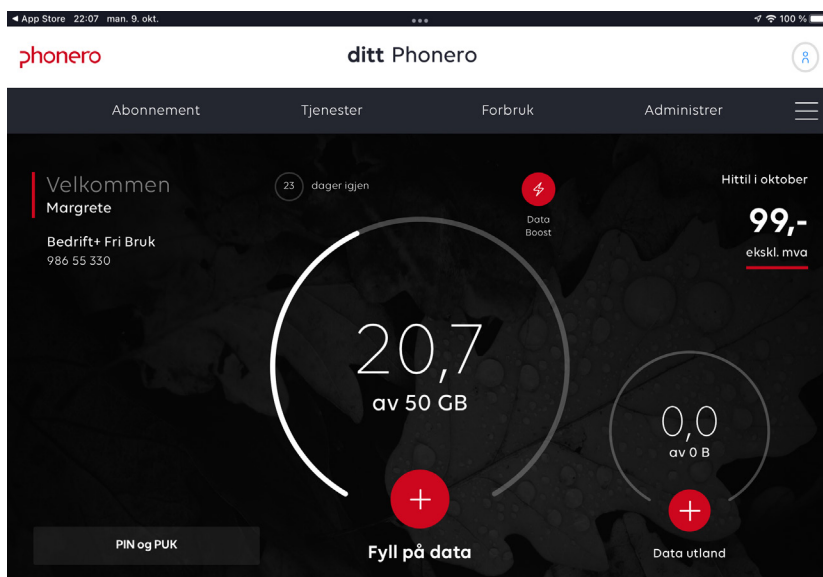 App Store 22:07 man. 9. okt.
100 %
phonero
ditt Phonero
Abonnement Tjenester Forbruk Administrer
Velkommen
Margrete
Bedrift+ Fri Bruk
986 55 330
23 dager igjen
Data
Boost
Hittil i oktober
99,-
ekskl. mva
20,7
av 50 GB
0,0
av 0 B
PIN og PUK
Fyll på data
Data utland